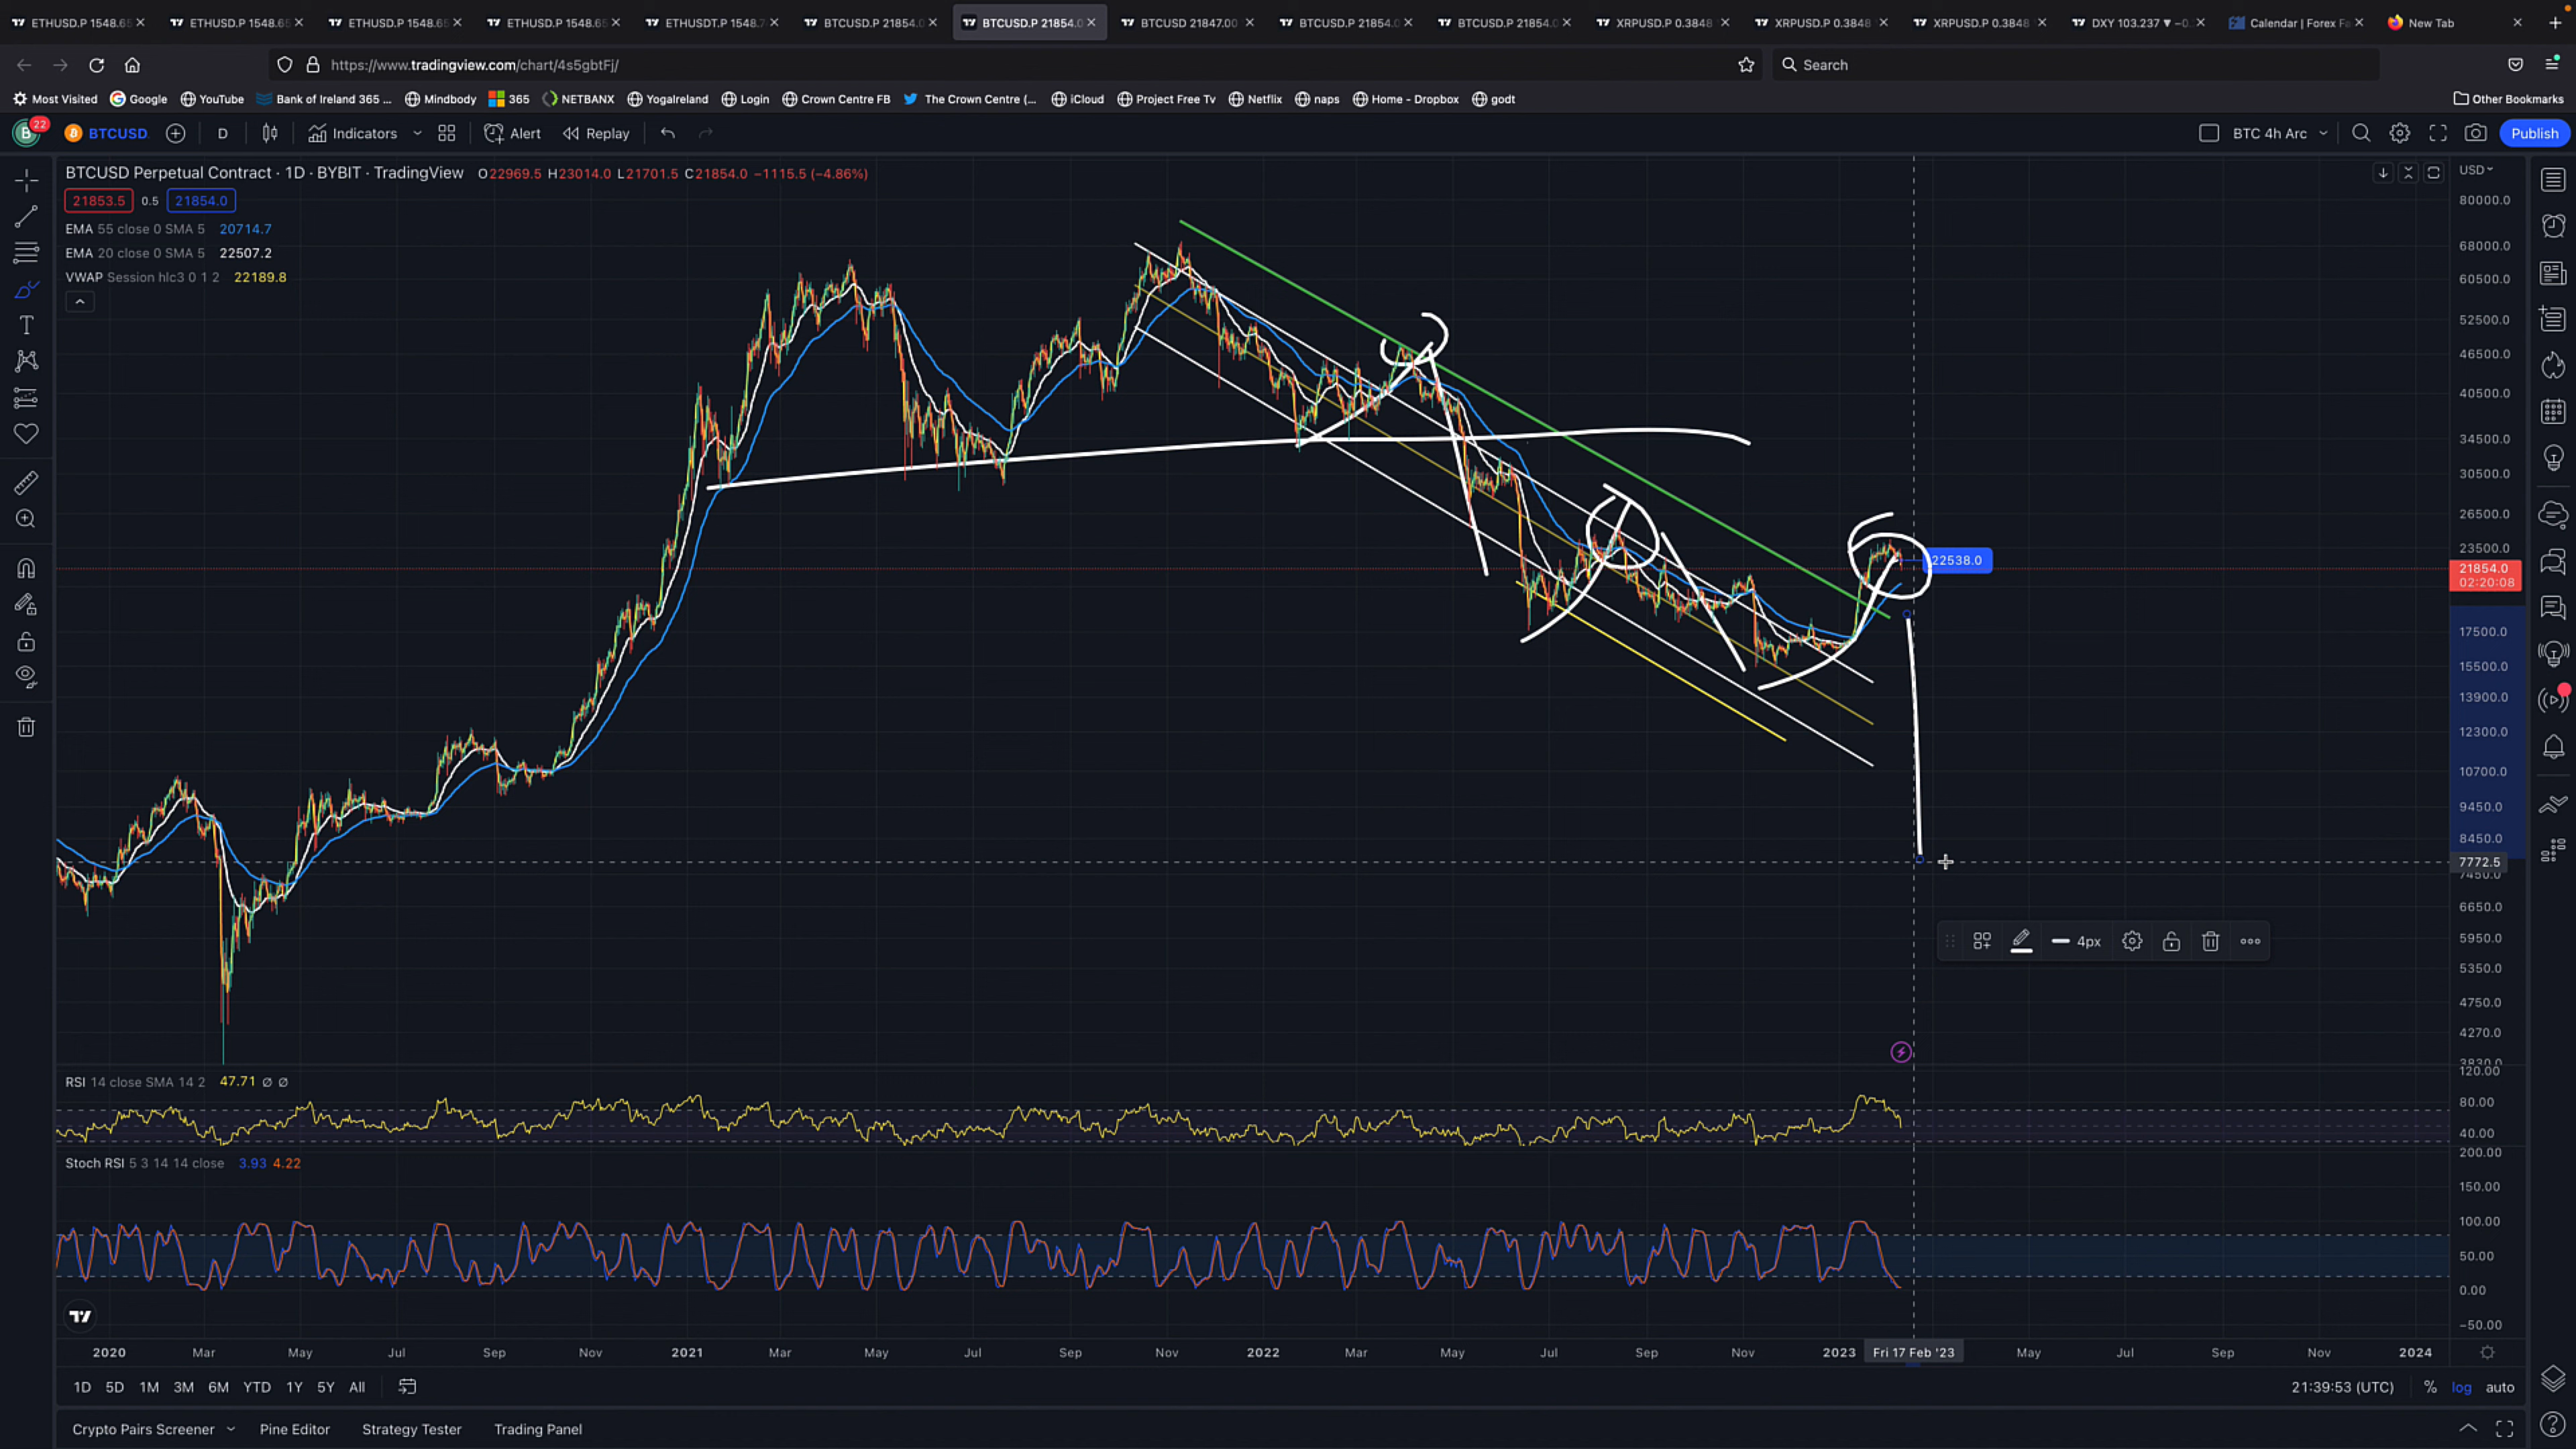 ETHUSD.P 1548.65 ETHUSD.P 1548.65 ETHUSD.P 1548.65 ETHUSD.P 1548.65 ETHUSDT.P 1548.7 BTCUSD.P 21854.0 BTCUSD.P 21854.0 BTCUSD 21847.00 BTCUSD.P 21854.0 BTCUSD.P 21854.0 XRPUSD.P 0.3848 XRPUSD.P 0.3848 XRPUSD.P 0.3848 DXY 103.237 ▼ −0. Calendar | Forex Fa New Tab
https://www.tradingview.com/chart/4s5gbtFj/ Search
Most Visited Google YouTube Bank of Ireland 365 ... Mindbody 365 NETBANX YogaIreland Login Crown Centre FB The Crown Centre (... iCloud Project Free Tv Netflix naps Home - Dropbox godt Other Bookmarks
B 22 BTCUSD D Indicators Alert Replay BTC 4h Arc Publish
BTCUSD Perpetual Contract · 1D · BYBIT · TradingView O22969.5 H23014.0 L21701.5 C21854.0 −1115.5 (−4.86%)
USD
21853.5 0.5 21854.0
80000.0
EMA 55 close 0 SMA 5 20714.7
68000.0
EMA 20 close 0 SMA 5 22507.2
VWAP Session hlc3 0 1 2 22189.8
60500.0
52500.0
46500.0
40500.0
34500.0
30500.0
26500.0
23500.0
22538.0
21854.0
02:20:08
17500.0
15500.0
13900.0
12300.0
10700.0
9450.0
8450.0
7772.5
7450.0
6650.0
5950.0
4px
5350.0
4750.0
4270.0
3830.0
120.00
RSI 14 close SMA 14 2 47.71 ∅ ∅
80.00
40.00
200.00
Stoch RSI 5 3 14 14 close 3.93 4.22
150.00
100.00
50.00
0.00
−50.00
2020 Mar May Jul Sep Nov 2021 Mar May Jul Sep Nov 2022 Mar May Jul Sep Nov 2023 Fri 17 Feb '23 May Jul Sep Nov 2024
1D 5D 1M 3M 6M YTD 1Y 5Y All 21:39:53 (UTC) % log auto
Crypto Pairs Screener Pine Editor Strategy Tester Trading Panel